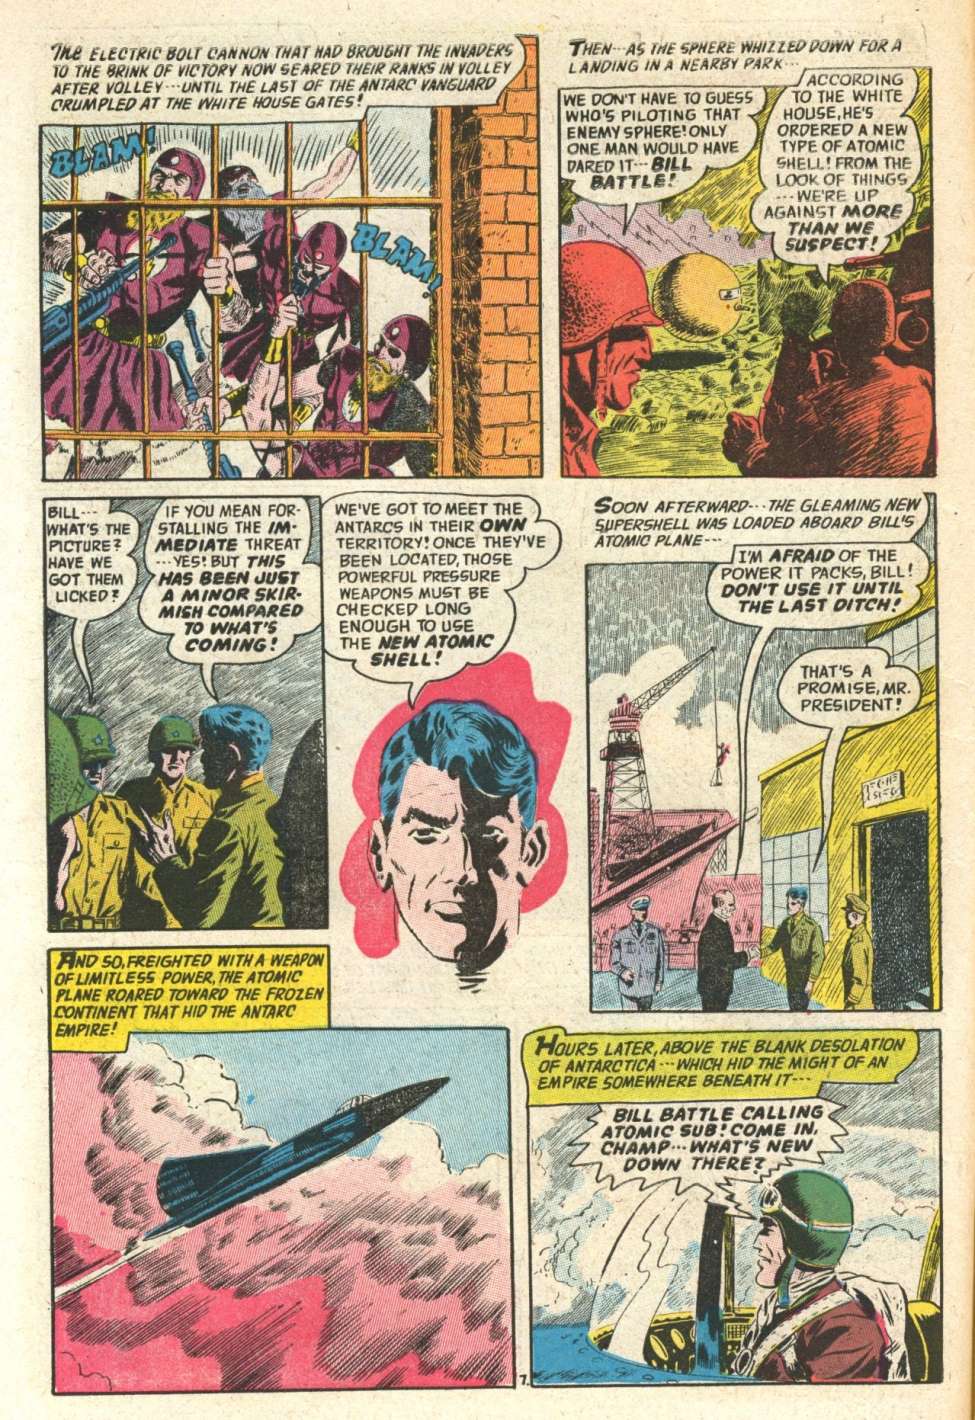 THE ELECTRIC BOLT CANNON THAT HAD BROUGHT THE INVADERS
TO THE BRINK OF VICTORY NOW SEARED THEIR RANKS IN VOLLEY
AFTER VOLLEY---UNTIL THE LAST OF THE ANTARC VANGUARD
CRUMPLED AT THE WHITE HOUSE GATES!
BLAM!
BLAM!
THEN--AS THE SPHERE WHIZZED DOWN FOR A
LANDING IN A NEARBY PARK---
WE DON'T HAVE TO GUESS
WHO'S PILOTING THAT
ENEMY SPHERE! ONLY
ONE MAN WOULD HAVE
DARED IT--- BILL
BATTLE!
ACCORDING
TO THE WHITE
HOUSE, HE'S
ORDERED A NEW
TYPE OF ATOMIC
SHELL! FROM THE
LOOK OF THINGS
---WE'RE UP
AGAINST MORE
THAN WE
SUSPECT!
BILL---
WHAT'S THE
PICTURE?
HAVE WE
GOT THEM
LICKED?
IF YOU MEAN FOR-
STALLING THE IM-
MEDIATE THREAT
---YES! BUT THIS
HAS BEEN JUST
A MINOR SKIR-
MISH COMPARED
TO WHAT'S
COMING!
WE'VE GOT TO MEET THE
ANTARCS IN THEIR OWN
TERRITORY! ONCE THEY'VE
BEEN LOCATED, THOSE
POWERFUL PRESSURE
WEAPONS MUST BE
CHECKED LONG
ENOUGH TO USE
THE NEW ATOMIC
SHELL!
SOON AFTERWARD---THE GLEAMING NEW
SUPERSHELL WAS LOADED ABOARD BILL'S
ATOMIC PLANE---
I'M AFRAID OF THE
POWER IT PACKS, BILL!
DON'T USE IT UNTIL
THE LAST DITCH!
THAT'S A
PROMISE, MR.
PRESIDENT!
AND SO, FREIGHTED WITH A WEAPON
OF LIMITLESS POWER, THE ATOMIC
PLANE ROARED TOWARD THE FROZEN
CONTINENT THAT HID THE ANTARC
EMPIRE!
HOURS LATER, ABOVE THE BLANK DESOLATION
OF ANTARCTICA---WHICH HID THE MIGHT OF AN
EMPIRE SOMEWHERE BENEATH IT---
BILL BATTLE CALLING
ATOMIC SUB! COME IN,
CHAMP---WHAT'S NEW
DOWN THERE?
7.